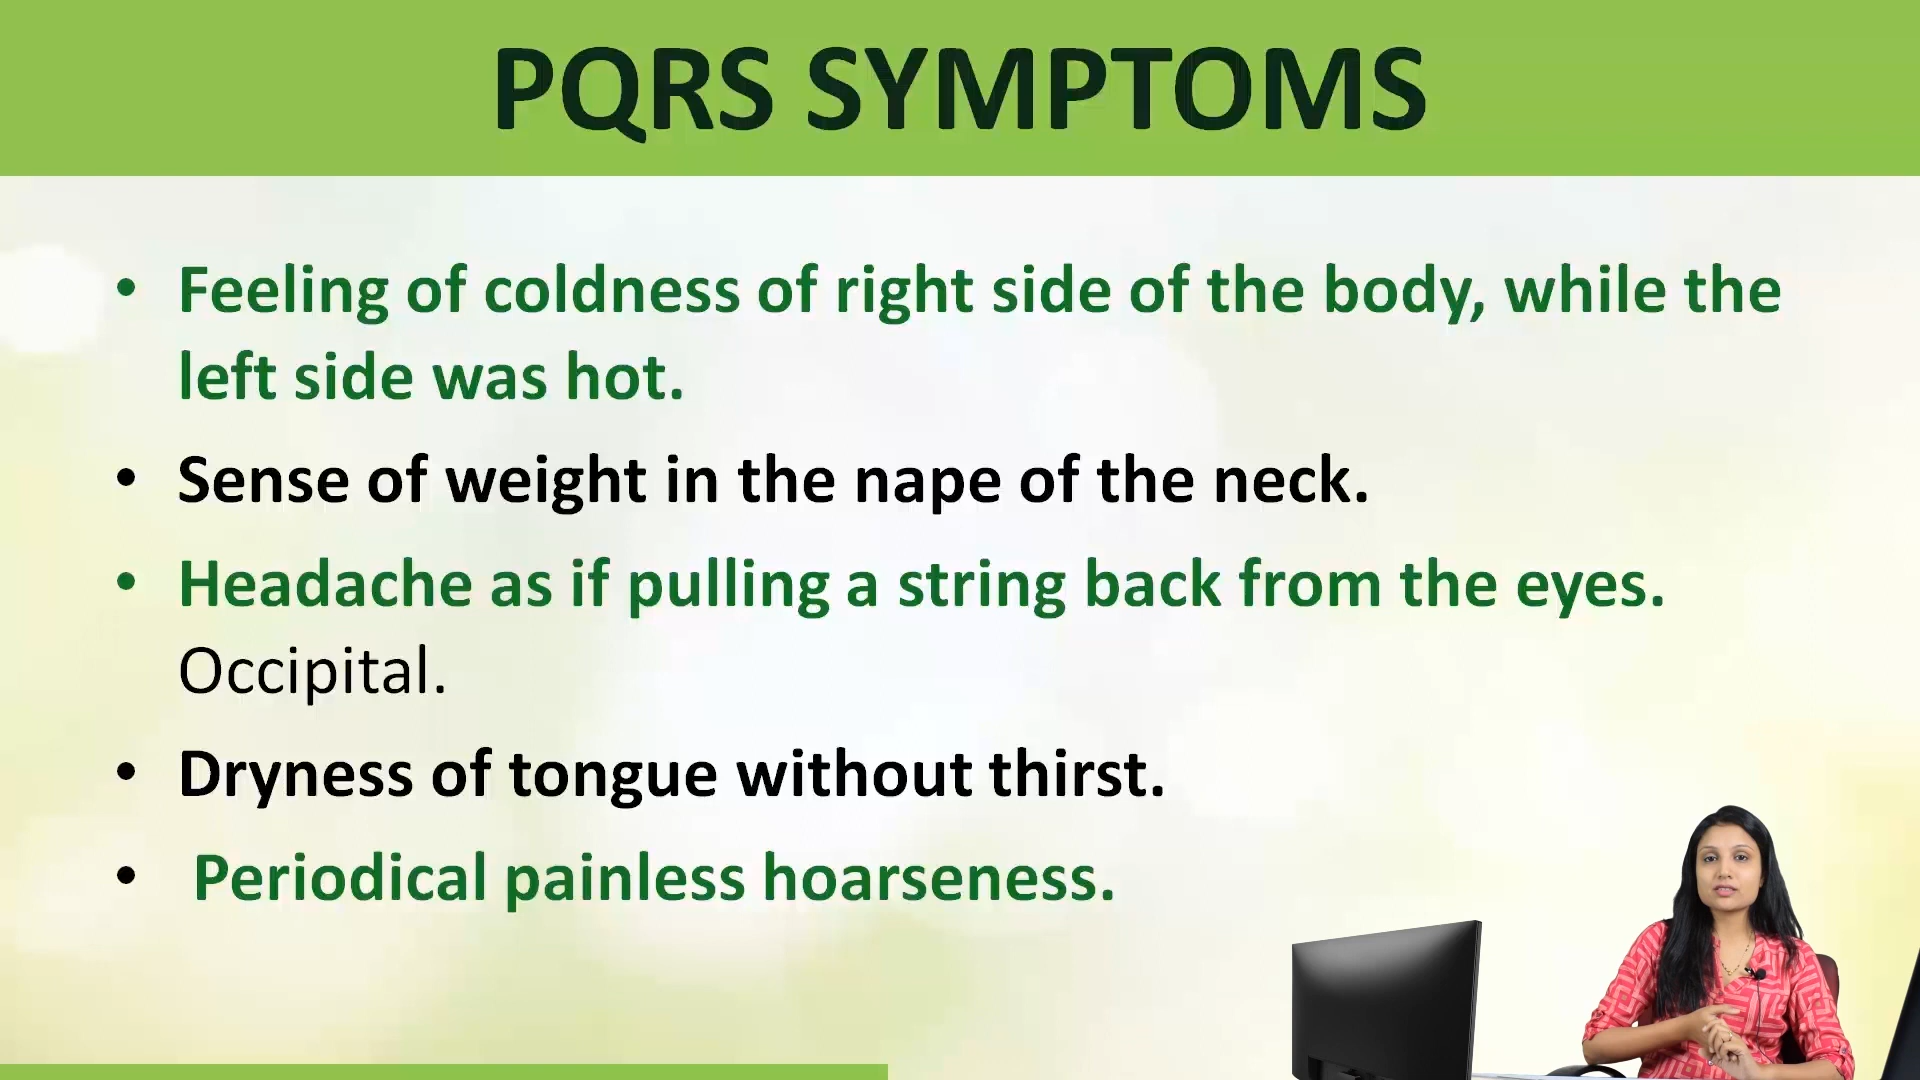 PQRS SYMPTOMS
• Feeling of coldness of right side of the body, while the
left side was hot.
• Sense of weight in the nape of the neck.
• Headache as if pulling a string back from the eyes.
Occipital.
• Dryness of tongue without thirst.
• Periodical painless hoarseness.